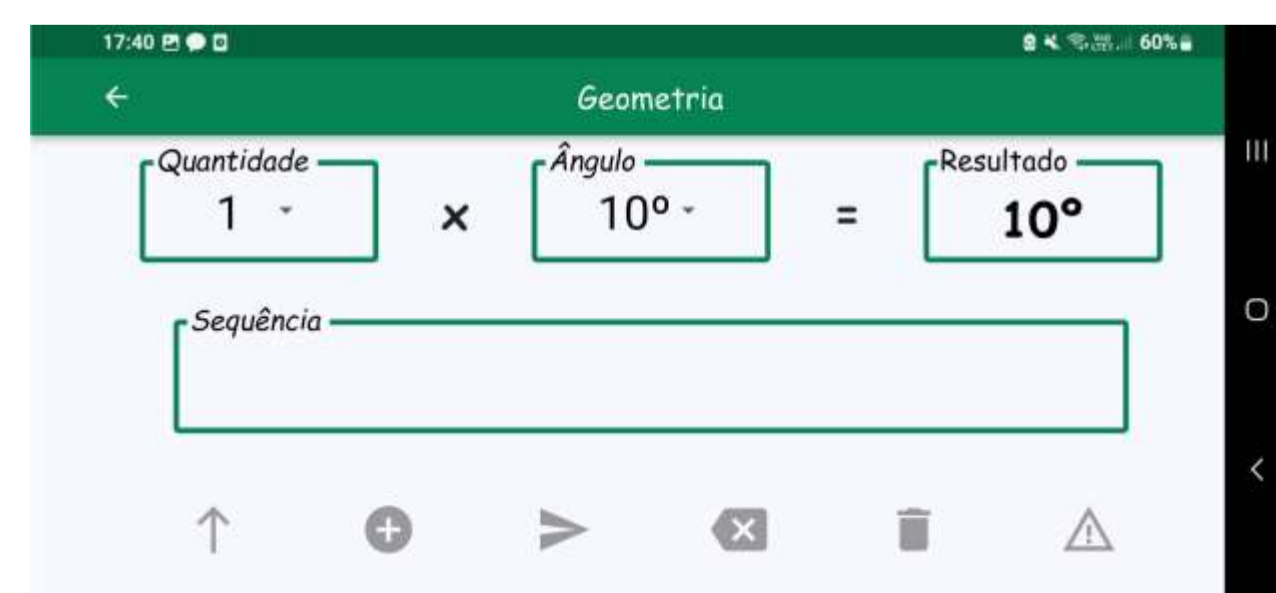 17:40 60%
Geometria
Quantidade Ângulo Resultado
1 × 10º = 10°
Sequência